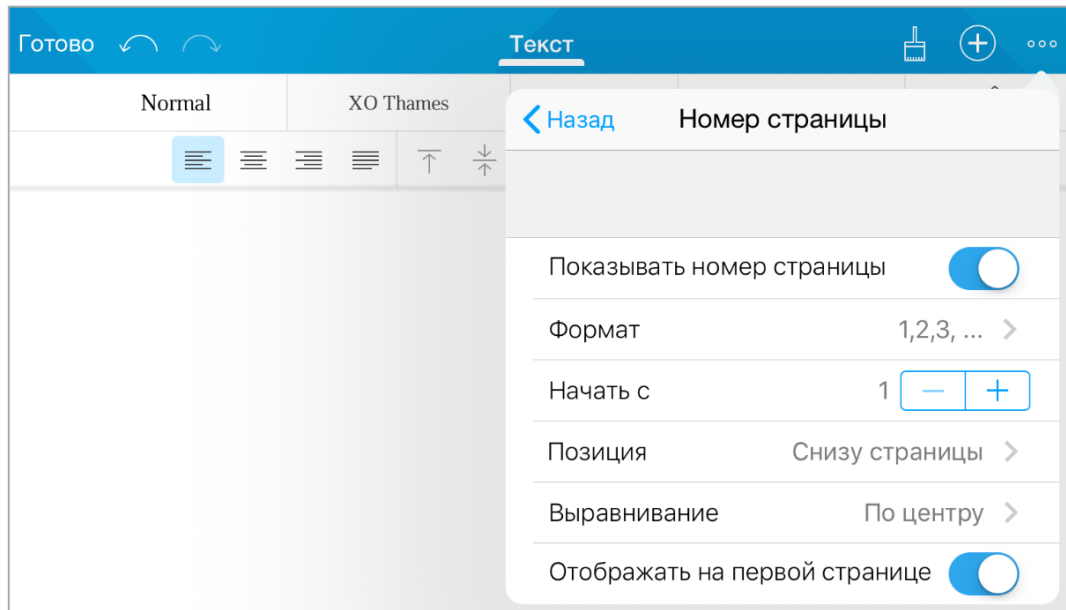 Готово Текст
Normal XO Thames
Назад Номер страницы
Показывать номер страницы
Формат 1,2,3, ...
Начать с 1
Позиция Снизу страницы
Выравнивание По центру
Отображать на первой странице